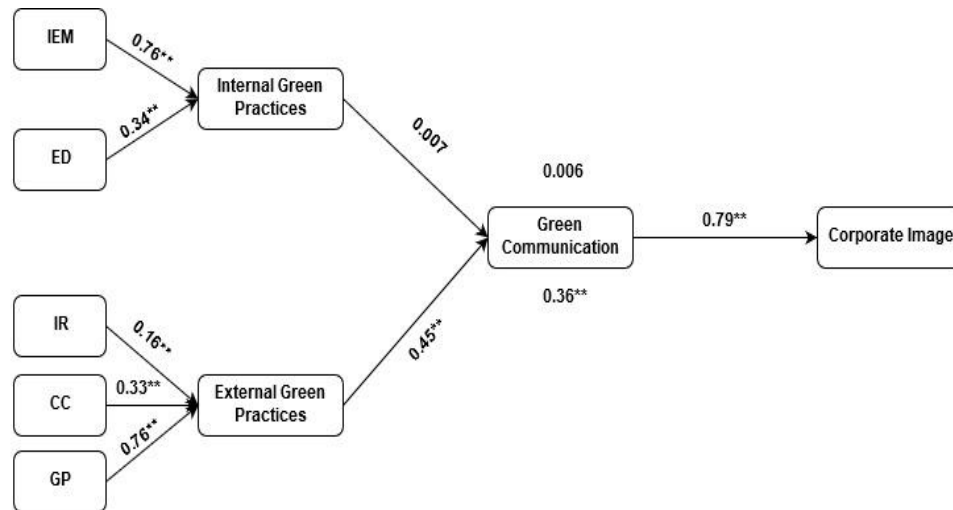 IEM
0.76**
ED
0.34**
Internal Green
Practices
0.007
0.006
Green
Communication
0.36**
0.79**
Corporate Image
IR
0.16**
CC
0.33**
GP
0.76**
External Green
Practices
0.45**